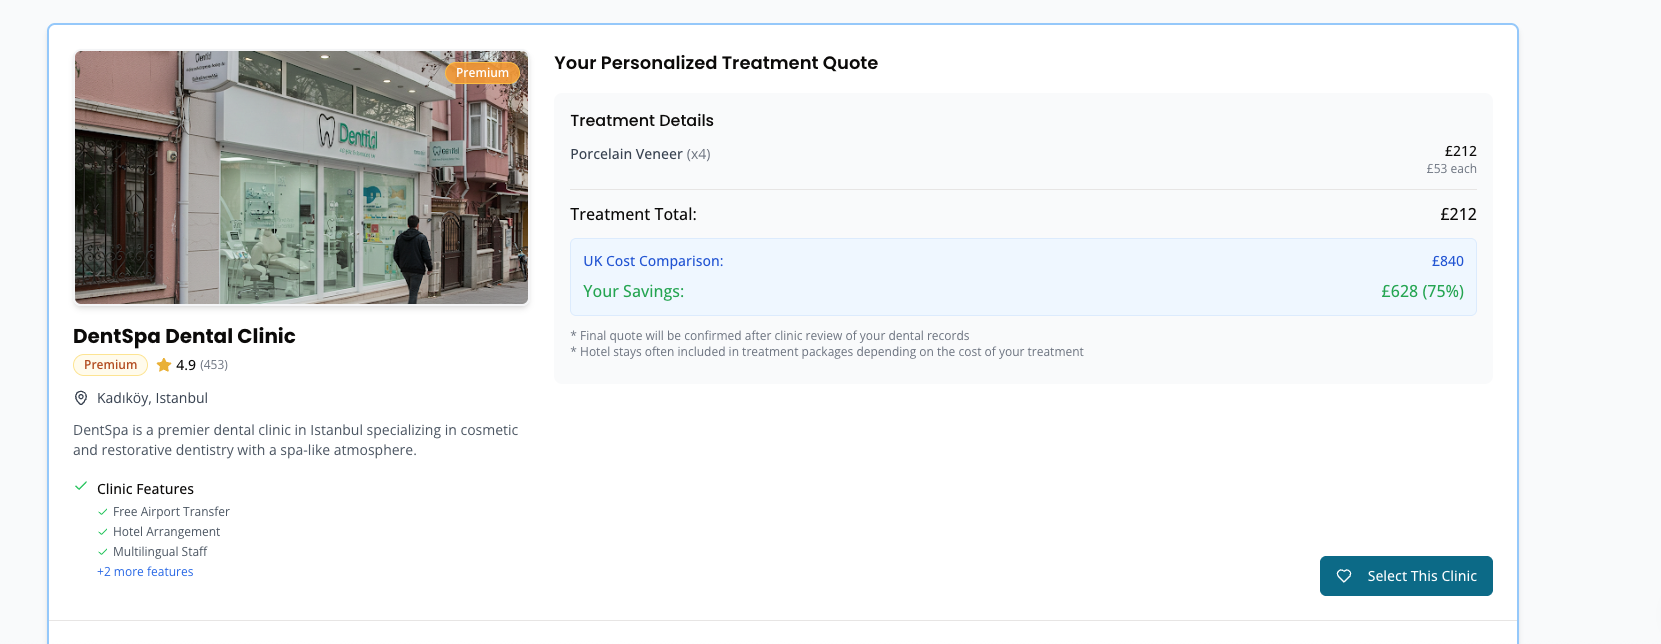 Premium
Dentfidl
DentSpa Dental Clinic
Premium
4.9 (453)
Kadıköy, Istanbul
DentSpa is a premier dental clinic in Istanbul specializing in cosmetic
and restorative dentistry with a spa-like atmosphere.
Clinic Features
Free Airport Transfer
Hotel Arrangement
Multilingual Staff
+2 more features
Your Personalized Treatment Quote
Treatment Details
Porcelain Veneer (x4) £212
£53 each
Treatment Total: £212
UK Cost Comparison: £840
Your Savings: £628 (75%)
* Final quote will be confirmed after clinic review of your dental records
* Hotel stays often included in treatment packages depending on the cost of your treatment
Select This Clinic